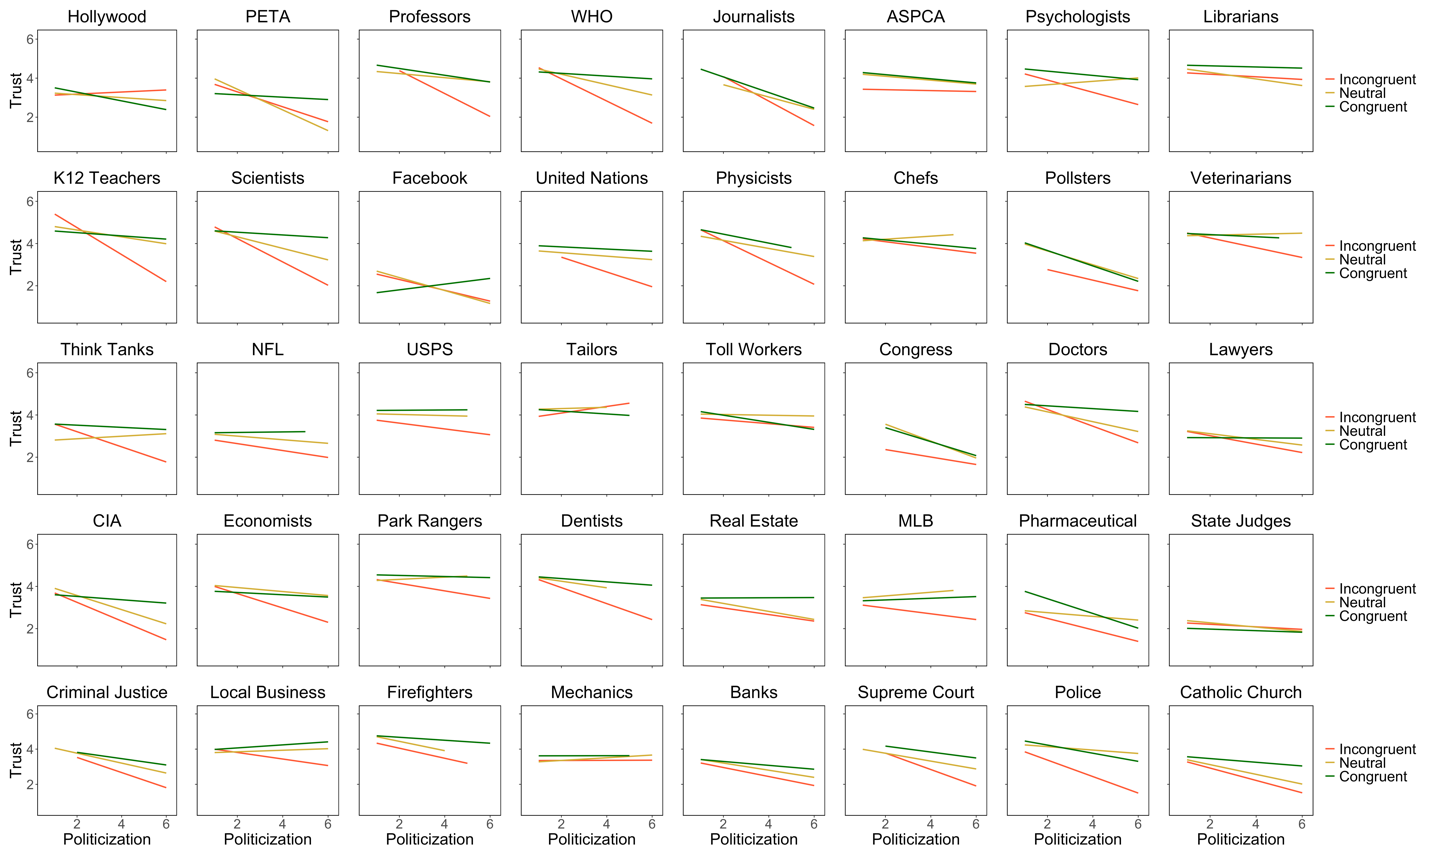 Hollywood PETA Professors WHO Journalists ASPCA Psychologists Librarians
6
4
2
Trust
Incongruent
Neutral
Congruent
K12 Teachers Scientists Facebook United Nations Physicists Chefs Pollsters Veterinarians
6
4
2
Trust
Incongruent
Neutral
Congruent
Think Tanks NFL USPS Tailors Toll Workers Congress Doctors Lawyers
6
4
2
Trust
Incongruent
Neutral
Congruent
CIA Economists Park Rangers Dentists Real Estate MLB Pharmaceutical State Judges
6
4
2
Trust
Incongruent
Neutral
Congruent
Criminal Justice Local Business Firefighters Mechanics Banks Supreme Court Police Catholic Church
6
4
2
Trust
Incongruent
Neutral
Congruent
2 4 6 2 4 6 2 4 6 2 4 6 2 4 6 2 4 6 2 4 6 2 4 6
Politicization Politicization Politicization Politicization Politicization Politicization Politicization Politicization